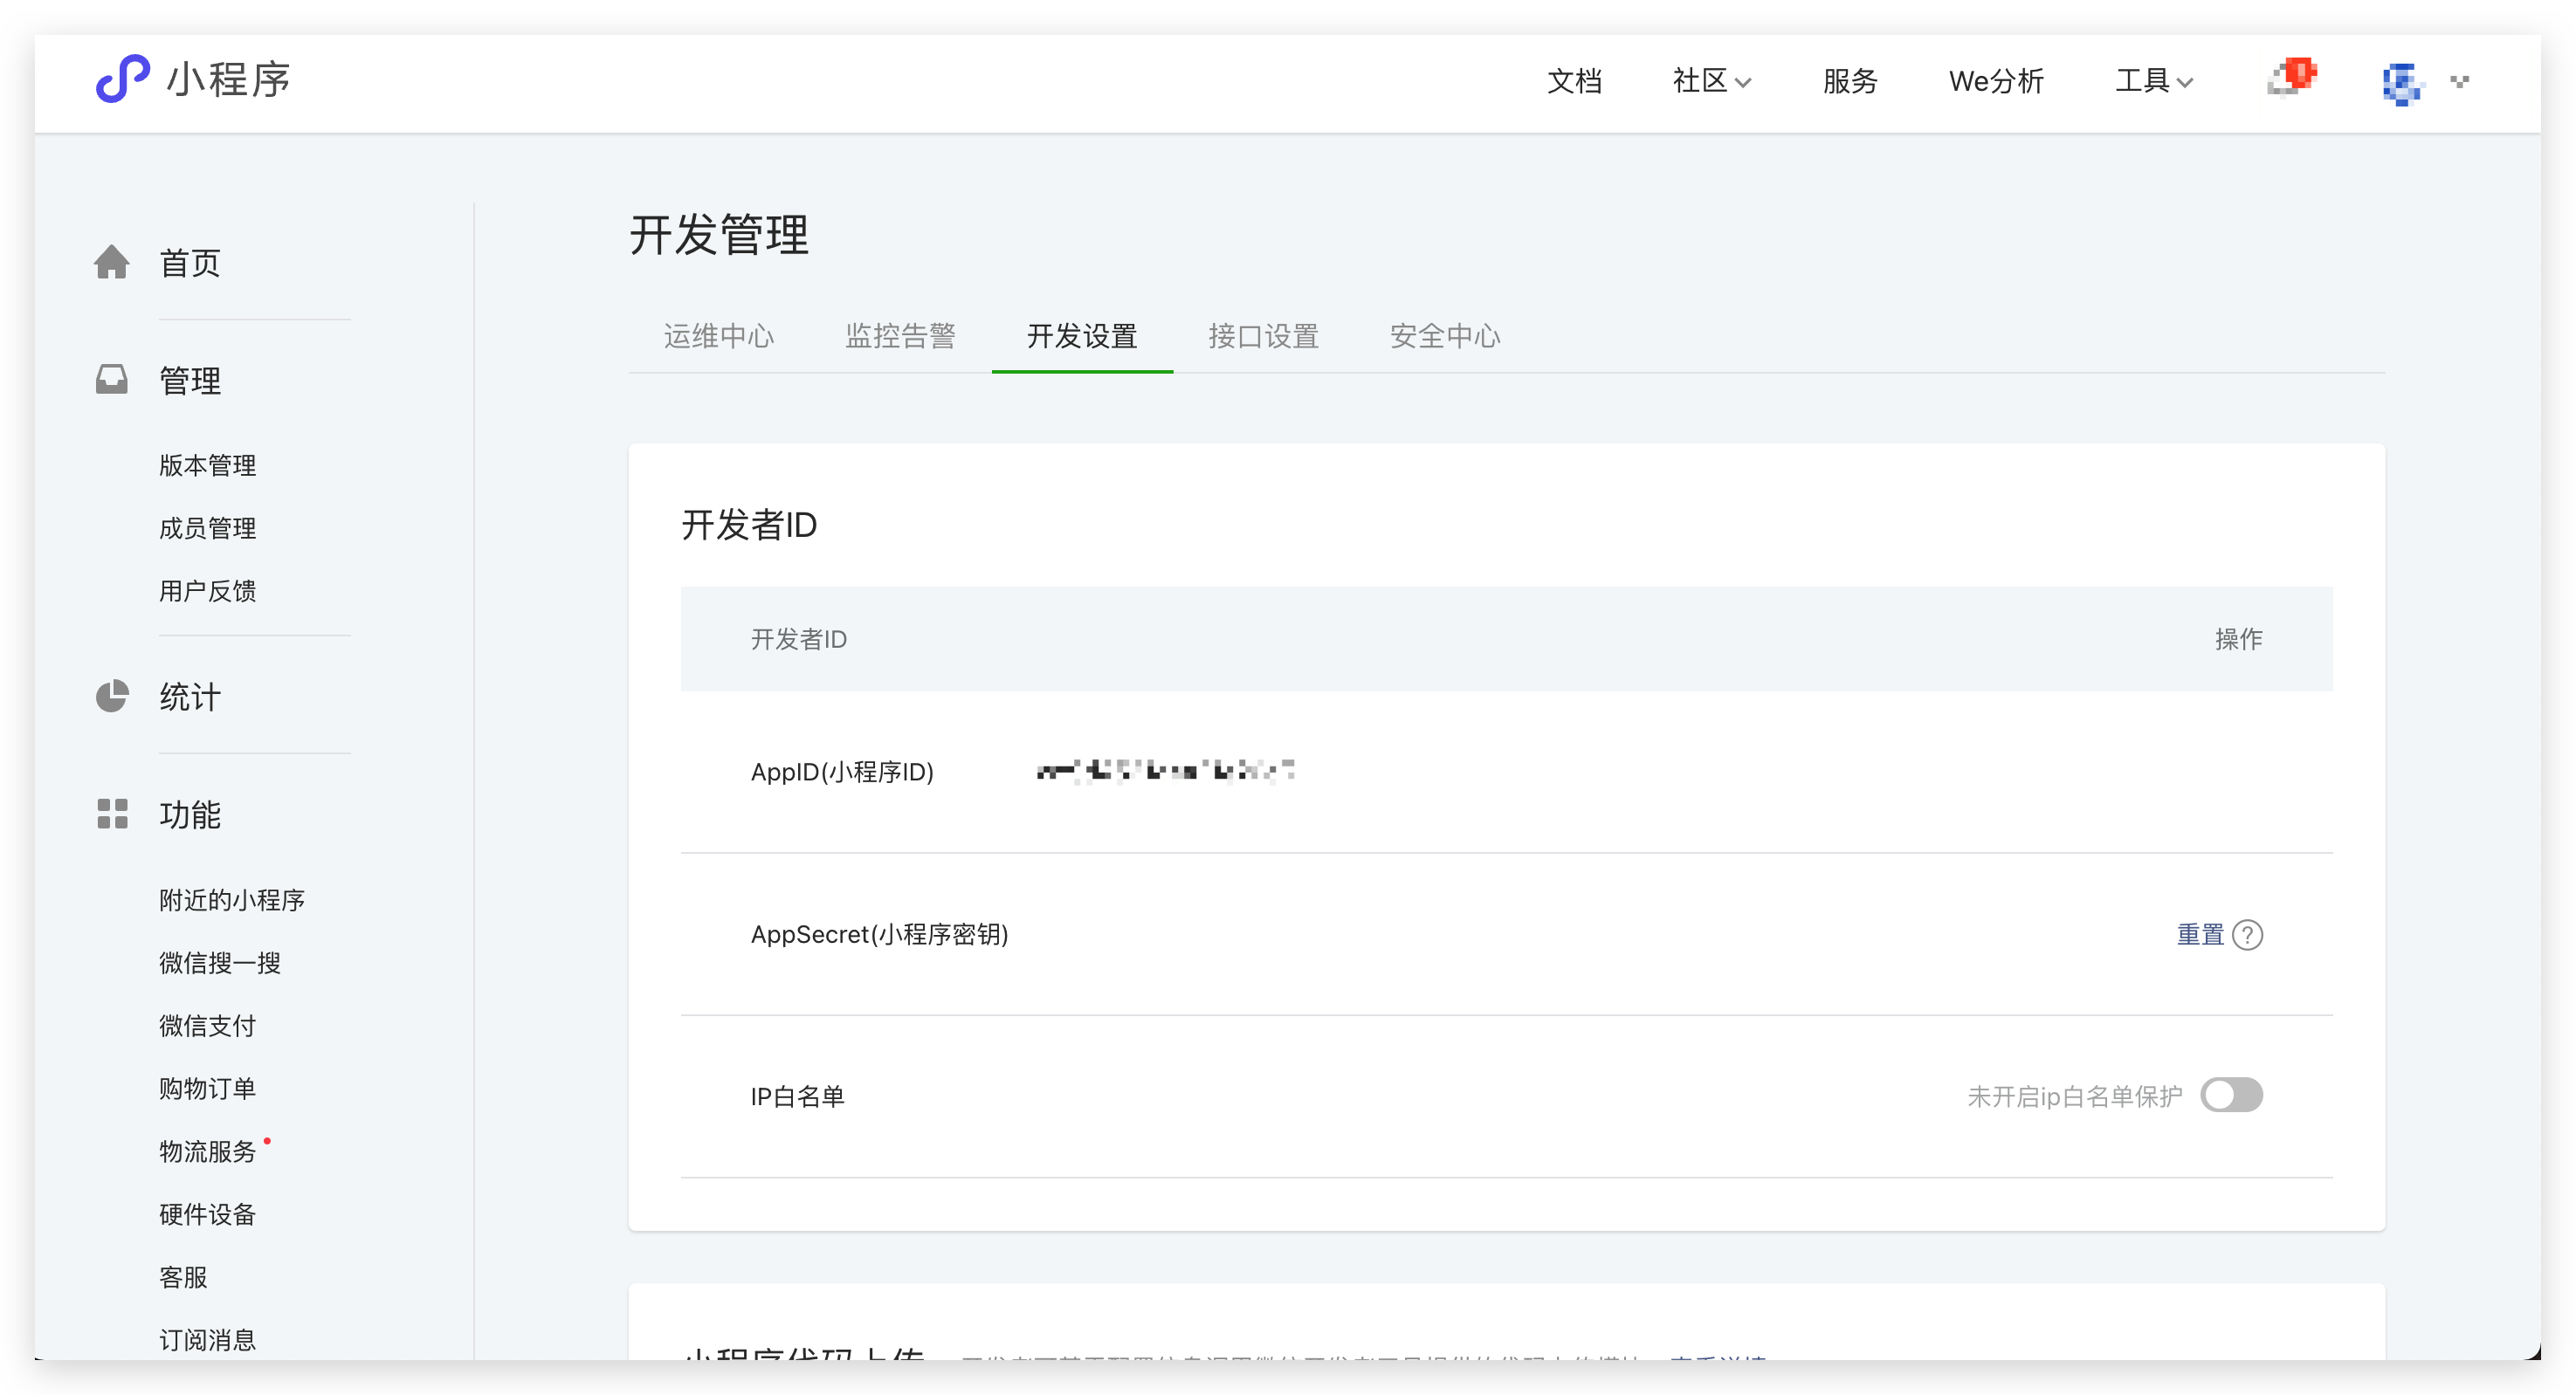 小程序
文档 社区 服务 We分析 工具
首页
管理
版本管理
成员管理
用户反馈
统计
功能
附近的小程序
微信搜一搜
微信支付
购物订单
物流服务
硬件设备
客服
订阅消息
开发管理
运维中心 监控告警 开发设置 接口设置 安全中心
开发者ID
开发者ID 操作
AppID(小程序ID)
AppSecret(小程序密钥) 重置 ?
IP白名单 未开启ip白名单保护
小程序代码上传